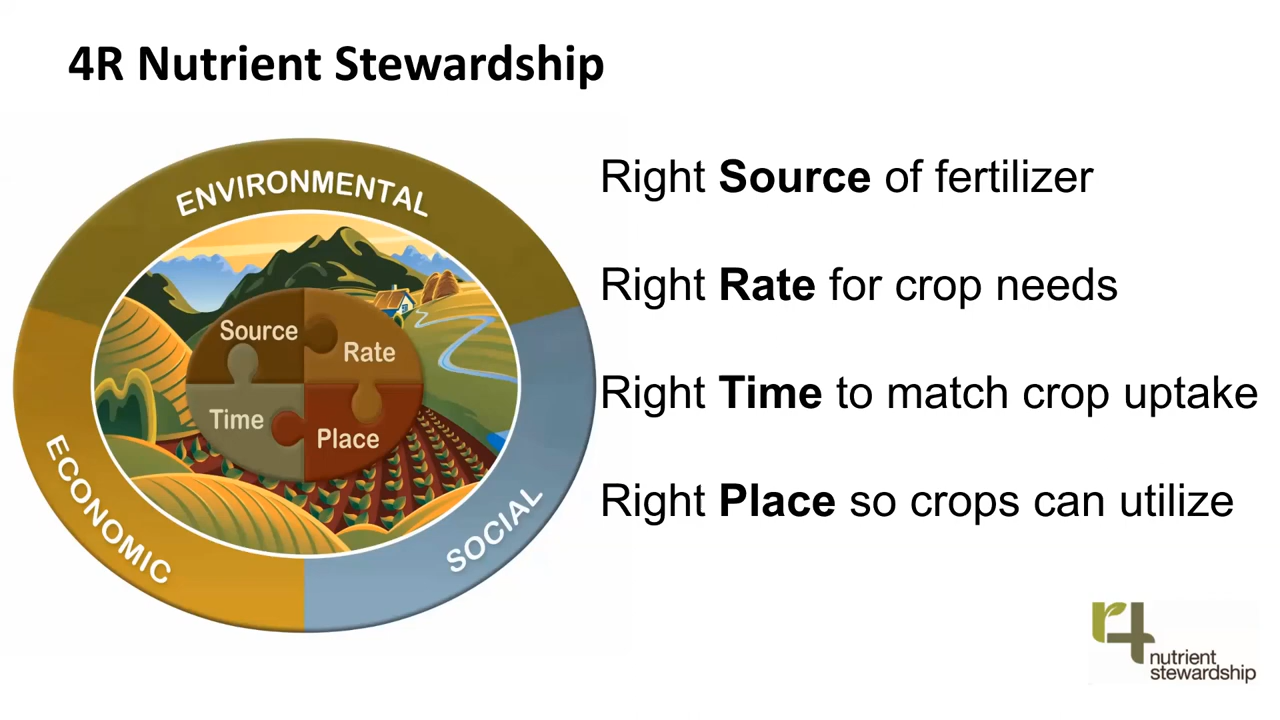 4R Nutrient Stewardship
ENVIRONMENTAL
ECONOMIC
SOCIAL
Source
Rate
Time
Place
Right Source of fertilizer
Right Rate for crop needs
Right Time to match crop uptake
Right Place so crops can utilize
r4
nutrient
stewardship